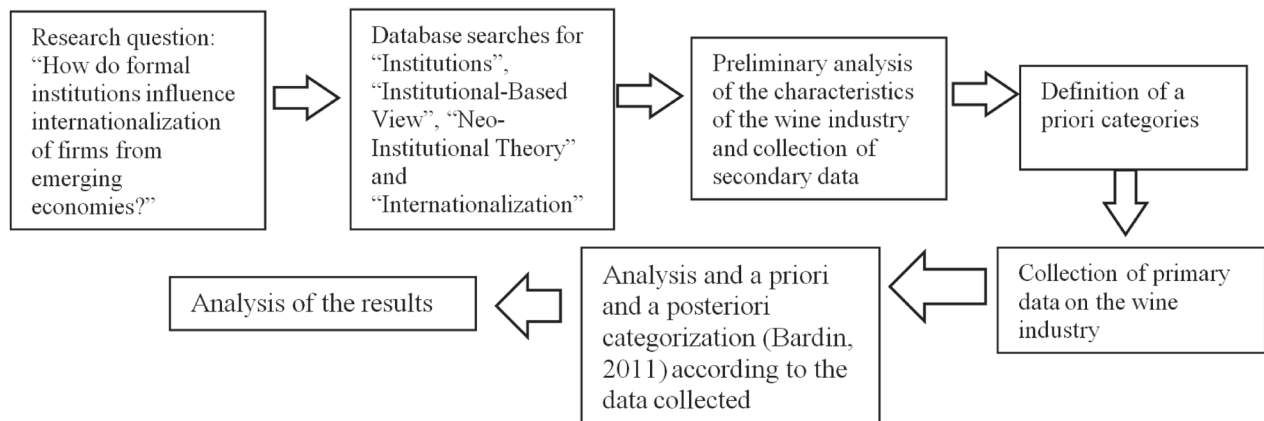 Research question:
“How do formal
institutions influence
internationalization
of firms from
emerging
economies?”
Database searches for
“Institutions”,
“Institutional-Based
View”, “Neo-
Institutional Theory”
and
“Internationalization”
Preliminary analysis
of the characteristics
of the wine industry
and collection of
secondary data
Definition of a
priori categories
Collection of primary
data on the wine
industry
Analysis and a priori
and a posteriori
categorization (Bardin,
2011) according to the
data collected
Analysis of the results